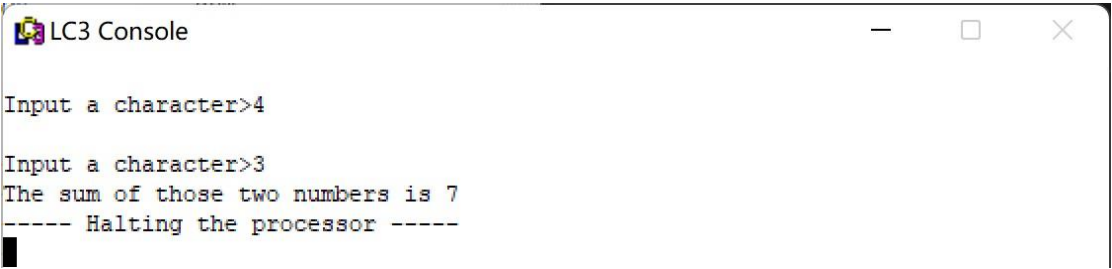 LC3 Console
Input a character>4
Input a character>3
The sum of those two numbers is 7
----- Halting the processor -----